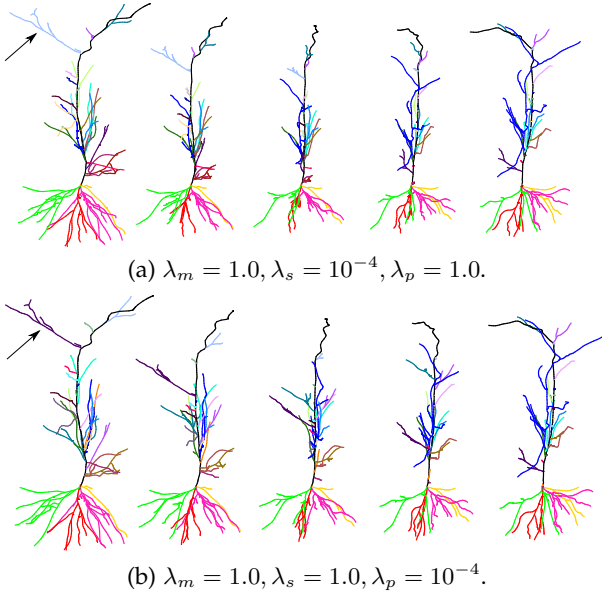 (a) λ_m = 1.0, λ_s = 10^{-4}, λ_p = 1.0.
(b) λ_m = 1.0, λ_s = 1.0, λ_p = 10^{-4}.